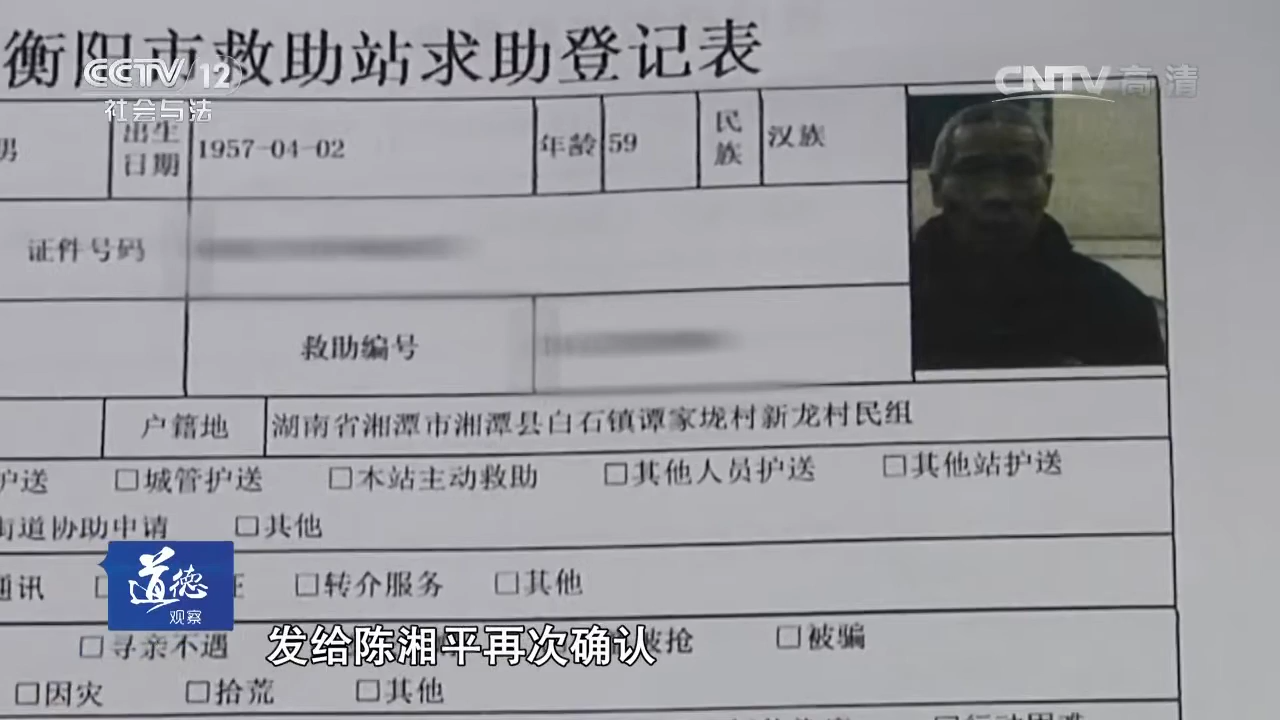 衡阳市救助站求助登记表
CCTV 12
社会与法
CNTV 高清
男 出生日期 1957-04-02 年龄 59 民族 汉族
证件号码
救助编号
户籍地 湖南省湘潭市湘潭县白石镇谭家垅村新龙村民组
护送 □城管护送 □本站主动救助 □其他人员护送 □其他站护送
街道协助申请 □其他
通讯 □ 证 □转介服务 □其他
□寻亲不遇 被抢 □被骗
□因灾 □拾荒 □其他
□行动困难
道德
观察
发给陈湘平再次确认